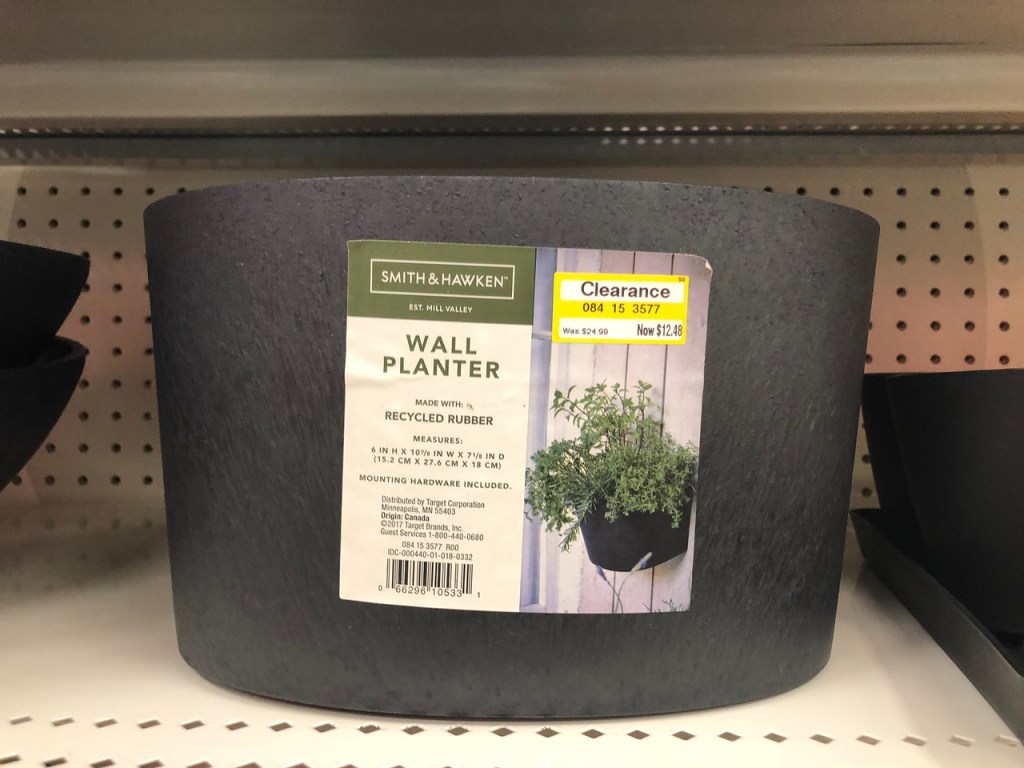 SMITH & HAWKEN™
EST. MILL VALLEY
WALL
PLANTER
MADE WITH:
RECYCLED RUBBER
MEASURES:
6 IN H X 10⅞ IN W X 7⅛ IN D
(15.2 CM X 27.6 CM X 18 CM)
MOUNTING HARDWARE INCLUDED.
Distributed by Target Corporation
Minneapolis, MN 55403
Origin: Canada
©2017 Target Brands, Inc.
Guest Services 1-800-440-0680
084 15 3577 R00
IDC-000440-01-018-0332
0 66296 10533 1
50
Clearance
084 15 3577
Was $24.99 Now $12.48